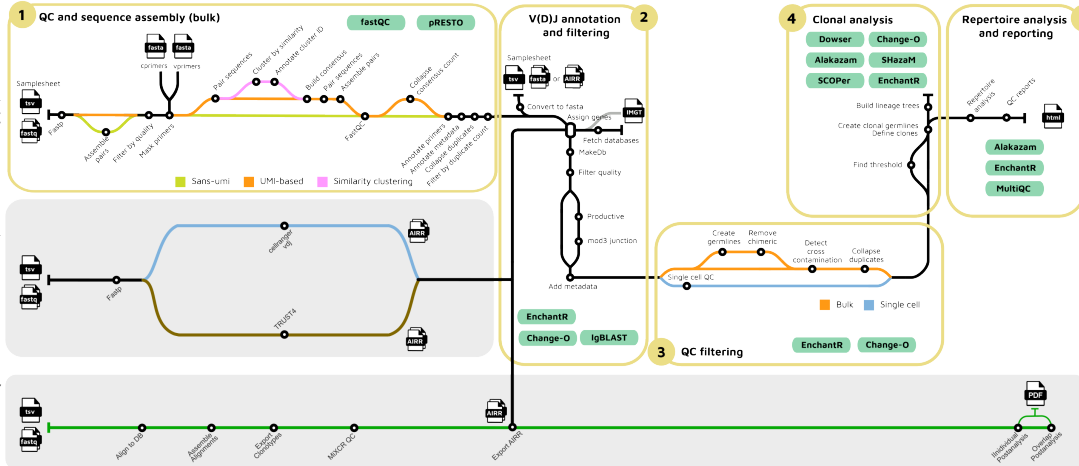 1
QC and sequence assembly (bulk)
fastQC
pRESTO
fasta
fasta
cprimers
vprimers
Samplesheet
tsv
fastq
Fastp
Assemble
pairs
Filter by quality
Mask primers
Pair sequences
Cluster by similarity
Annotate cluster ID
Build consensus
Pair sequences
Assemble pairs
FastQC
Collapse
consensus count
Annotate primers
Annotate metadata
Collapse duplicates
Filter by duplicate count
Sans-umi
UMI-based
Similarity clustering
tsv
fastq
Fastp
cellranger
vdj
AIRR
TRUST4
AIRR
V(D)J annotation
and filtering
2
Samplesheet
tsv
fasta
or
AIRR
Convert to fasta
Assign genes
IMGT
Fetch databases
MakeDb
Filter quality
Productive
mod3 junction
Add metadata
EnchantR
Change-O
IgBLAST
Create
germlines
Remove
chimeric
Detect
cross
contamination
Collapse
duplicates
Single cell QC
Bulk
Single cell
3
QC filtering
EnchantR
Change-O
4
Clonal analysis
Dowser
Change-O
Alakazam
SHazaM
SCOPer
EnchantR
Build lineage trees
Create clonal germlines
Define clones
Find threshold
Repertoire analysis
and reporting
Repertoire
analysis
QC reports
html
Alakazam
EnchantR
MultiQC
tsv
fastq
Align to DB
Assemble
Alignments
Export
Clonotypes
MiXCR QC
AIRR
Export AIRR
PDF
IIndividual
Postanalysis
Overlap
Postanalysis